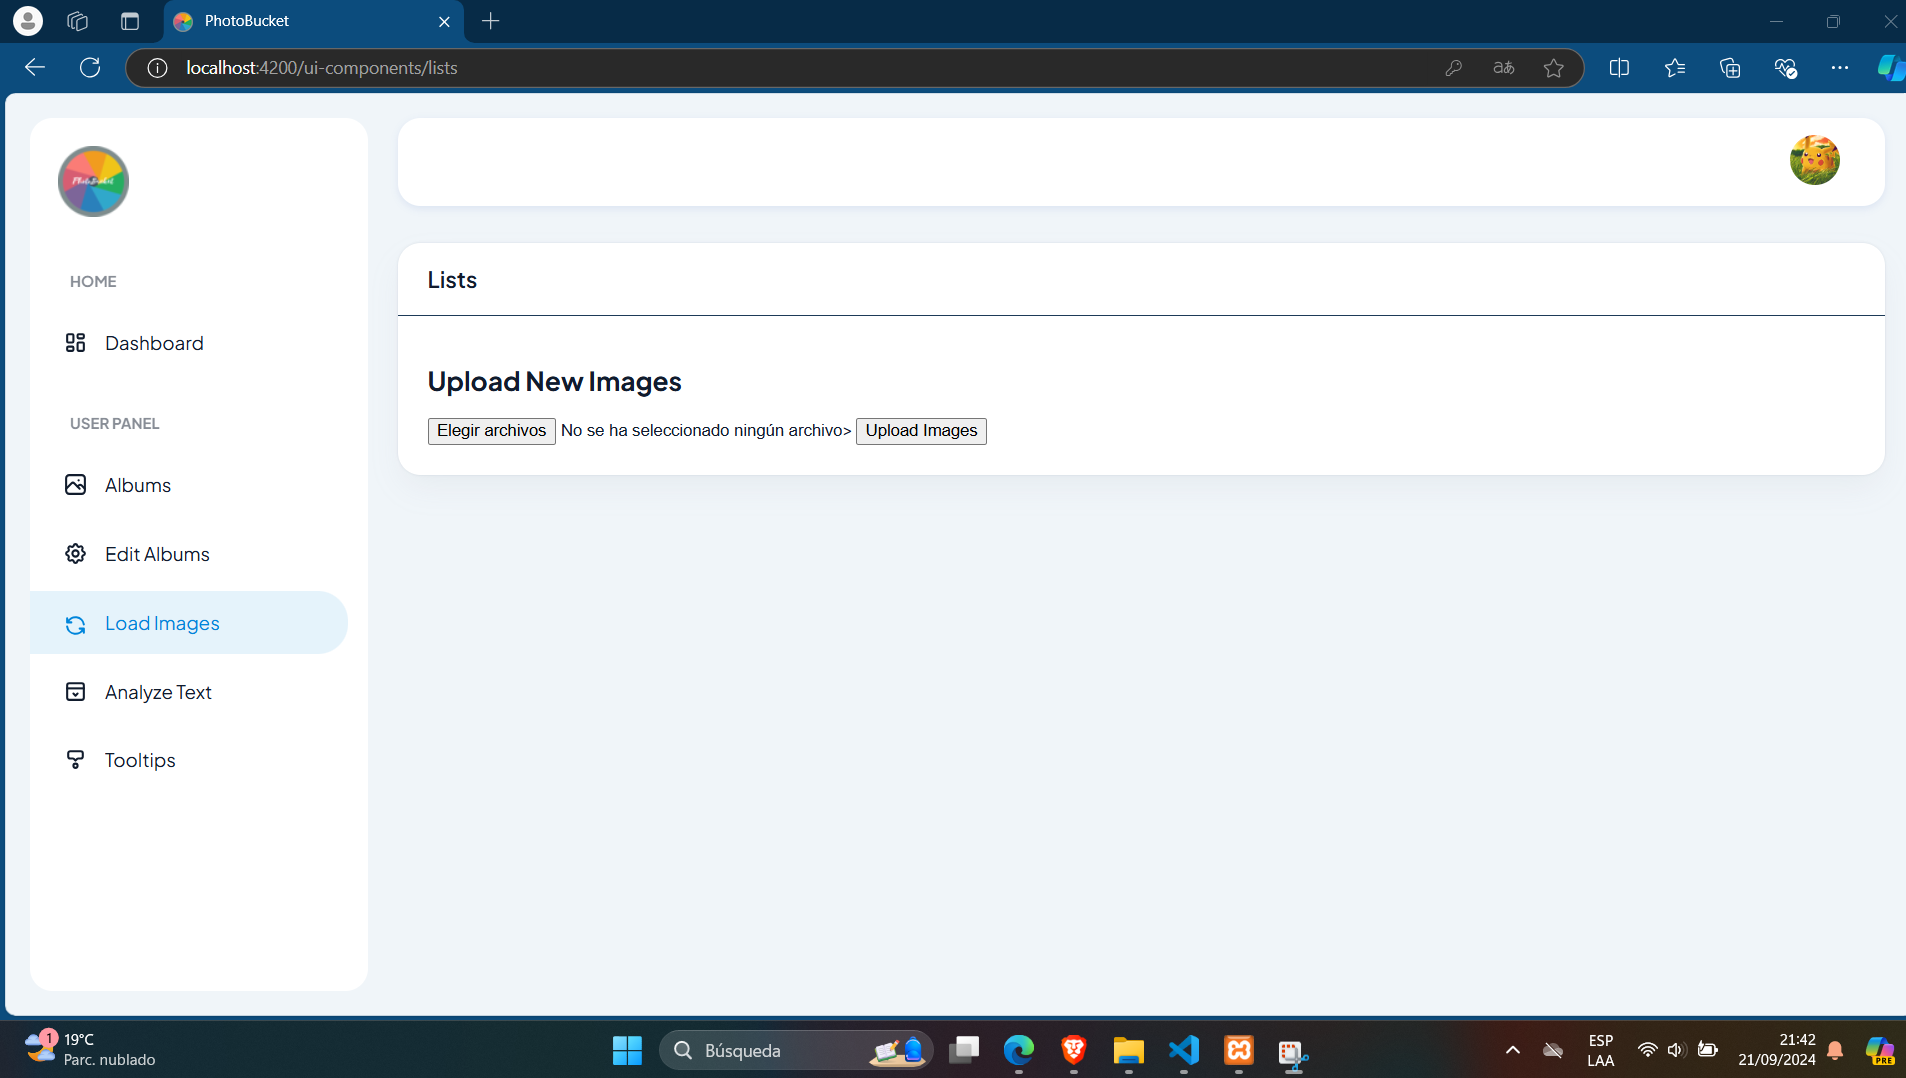 PhotoBucket
localhost:4200/ui-components/lists
PhotoBucket
HOME
Dashboard
USER PANEL
Albums
Edit Albums
Load Images
Analyze Text
Tooltips
Lists
Upload New Images
Elegir archivos No se ha seleccionado ningún archivo> Upload Images
1
19°C
Parc. nublado
Búsqueda
ESP
LAA
21:42
21/09/2024
PRE